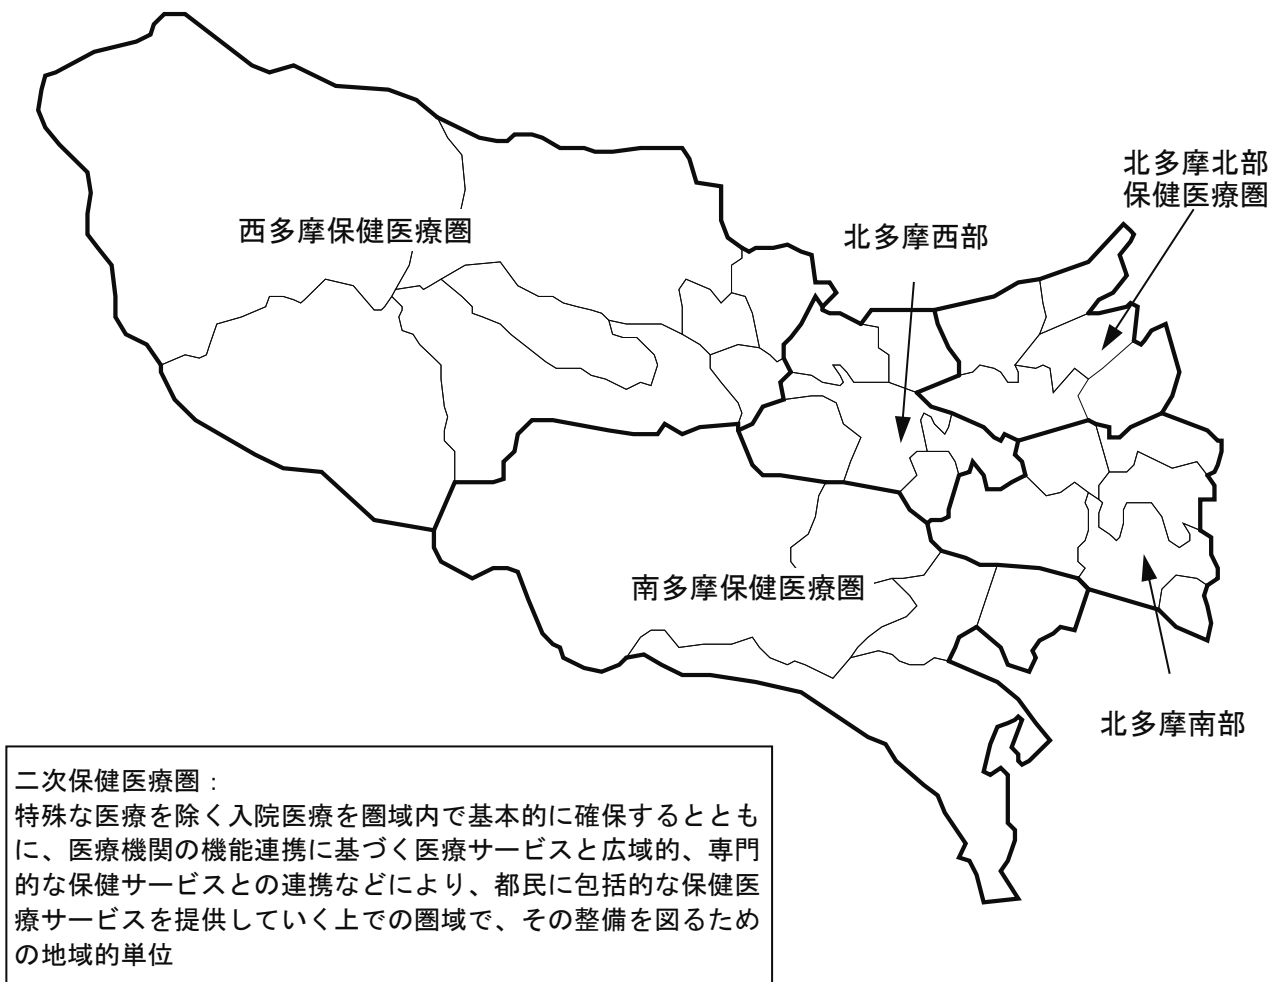 北多摩北部
保健医療圏
西多摩保健医療圏
北多摩西部
南多摩保健医療圏
北多摩南部
二次保健医療圏：
特殊な医療を除く入院医療を圏域内で基本的に確保するととも
に、医療機関の機能連携に基づく医療サービスと広域的、専門
的な保健サービスとの連携などにより、都民に包括的な保健医
療サービスを提供していく上での圏域で、その整備を図るため
の地域的単位